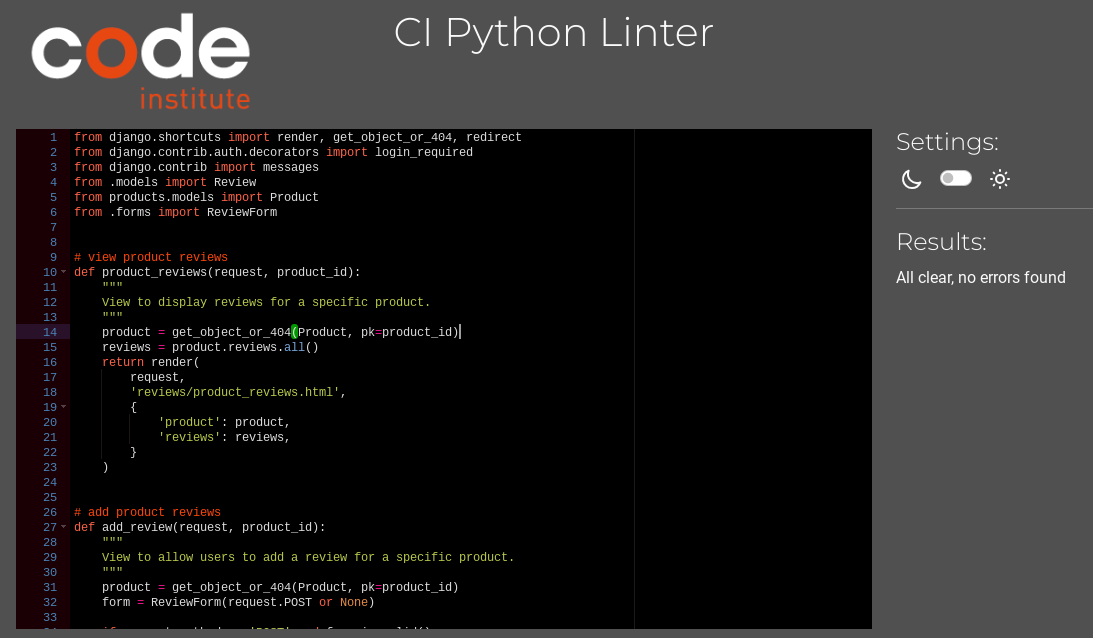 code
institute
CI Python Linter
1 from django.shortcuts import render, get_object_or_404, redirect
2 from django.contrib.auth.decorators import login_required
3 from django.contrib import messages
4 from .models import Review
5 from products.models import Product
6 from .forms import ReviewForm
7
8
9 # view product reviews
10 def product_reviews(request, product_id):
11     """
12     View to display reviews for a specific product.
13     """
14     product = get_object_or_404(Product, pk=product_id)
15     reviews = product.reviews.all()
16     return render(
17         request,
18         'reviews/product_reviews.html',
19         {
20             'product': product,
21             'reviews': reviews,
22         }
23     )
24
25
26 # add product reviews
27 def add_review(request, product_id):
28     """
29     View to allow users to add a review for a specific product.
30     """
31     product = get_object_or_404(Product, pk=product_id)
32     form = ReviewForm(request.POST or None)
33
Settings:
Results:
All clear, no errors found